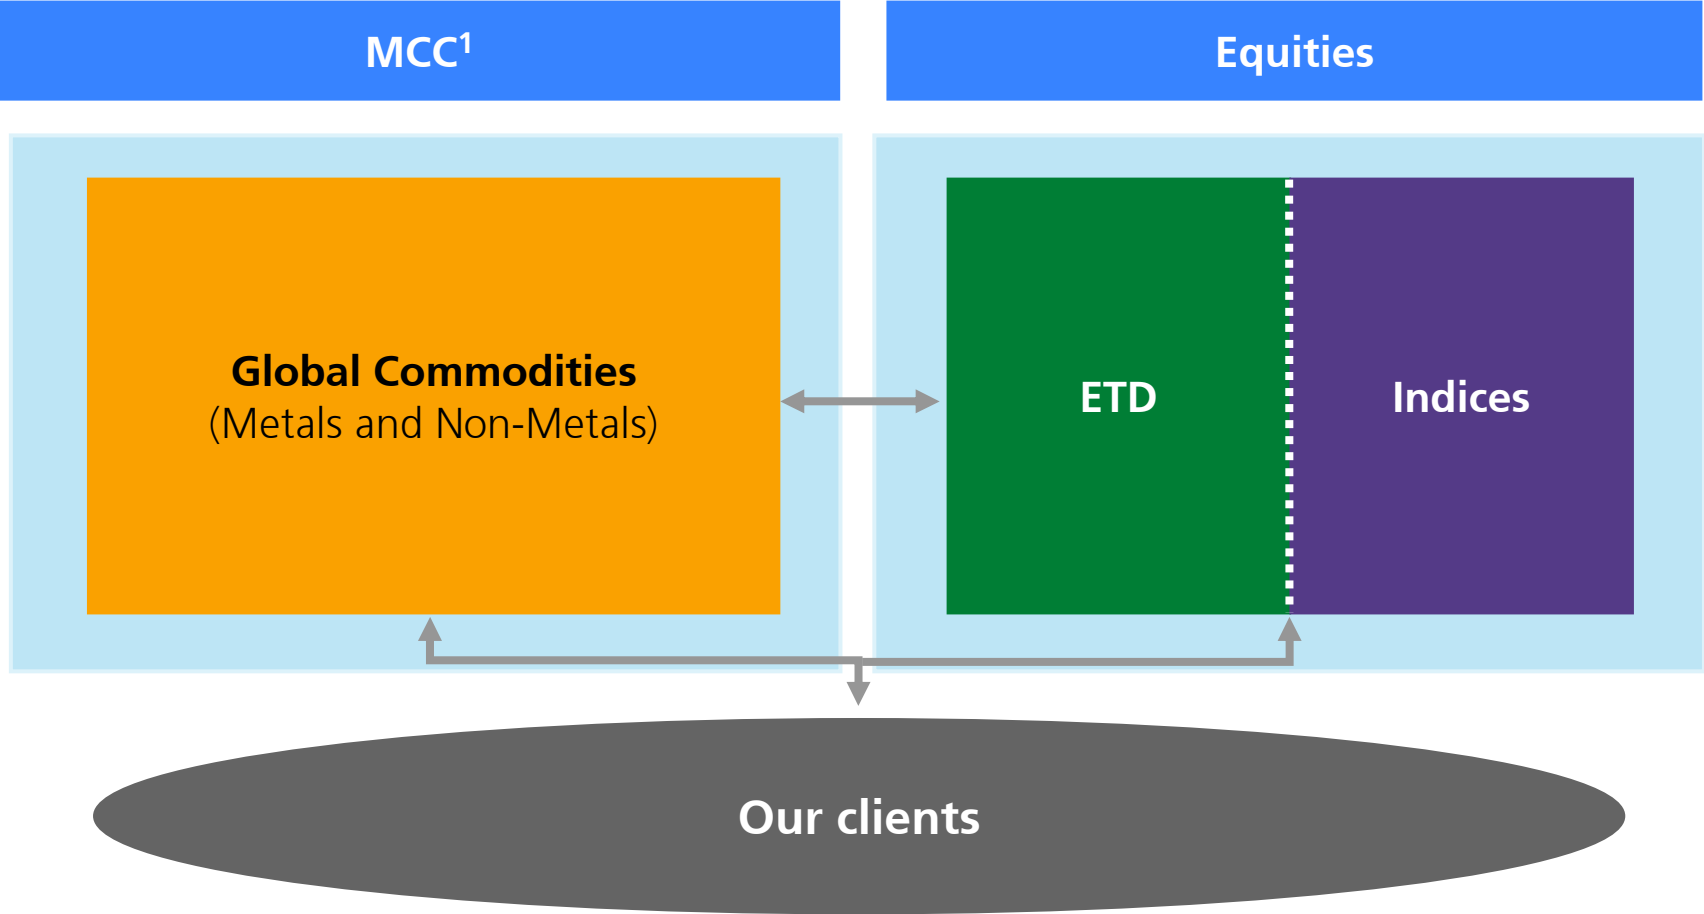 MCC¹
Equities
Global Commodities
(Metals and Non-Metals)
ETD
Indices
Our clients